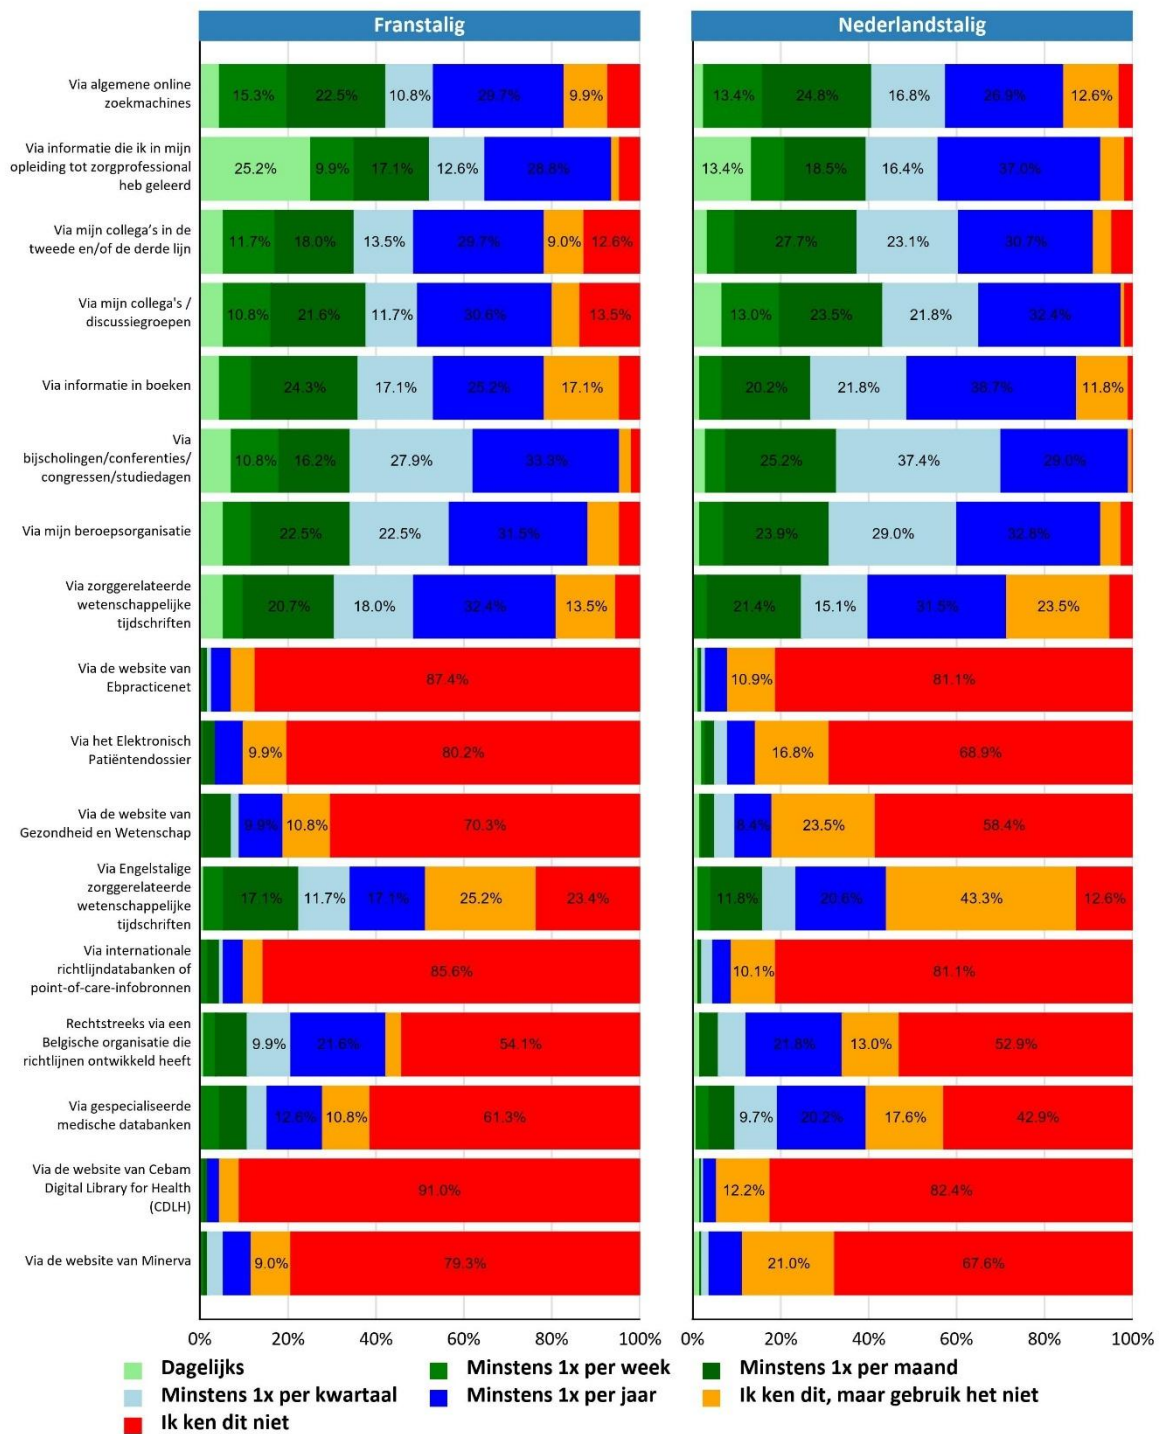 Franstalig
Nederlandstalig
Via algemene online
zoekmachines
15.3% 22.5% 10.8% 29.7% 9.9%
13.4% 24.8% 16.8% 26.9% 12.6%
Via informatie die ik in mijn
opleiding tot zorgprofessional
heb geleerd
25.2% 9.9% 17.1% 12.6% 28.8%
13.4% 18.5% 16.4% 37.0%
Via mijn collega’s in de
tweede en/of de derde lijn
11.7% 18.0% 13.5% 29.7% 9.0% 12.6%
27.7% 23.1% 30.7%
Via mijn collega's /
discussiegroepen
10.8% 21.6% 11.7% 30.6% 13.5%
13.0% 23.5% 21.8% 32.4%
Via informatie in boeken
24.3% 17.1% 25.2% 17.1%
20.2% 21.8% 38.7% 11.8%
Via
bijscholingen/conferenties/
congressen/studiedagen
10.8% 16.2% 27.9% 33.3%
25.2% 37.4% 29.0%
Via mijn beroepsorganisatie
22.5% 22.5% 31.5%
23.9% 29.0% 32.8%
Via zorggerelateerde
wetenschappelijke
tijdschriften
20.7% 18.0% 32.4% 13.5%
21.4% 15.1% 31.5% 23.5%
Via de website van
Ebpracticenet
87.4%
10.9% 81.1%
Via het Elektronisch
Patiëntendossier
9.9% 80.2%
16.8% 68.9%
Via de website van
Gezondheid en Wetenschap
9.9% 10.8% 70.3%
8.4% 23.5% 58.4%
Via Engelstalige
zorggerelateerde
wetenschappelijke
tijdschriften
17.1% 11.7% 17.1% 25.2% 23.4%
11.8% 20.6% 43.3% 12.6%
Via internationale
richtlijndatabanken of
point-of-care-infobronnen
85.6%
10.1% 81.1%
Rechtstreeks via een
Belgische organisatie die
richtlijnen ontwikkeld heeft
9.9% 21.6% 54.1%
21.8% 13.0% 52.9%
Via gespecialiseerde
medische databanken
12.6% 10.8% 61.3%
9.7% 20.2% 17.6% 42.9%
Via de website van Cebam
Digital Library for Health
(CDLH)
91.0%
12.2% 82.4%
Via de website van Minerva
9.0% 79.3%
21.0% 67.6%
0% 20% 40% 60% 80% 100%
0% 20% 40% 60% 80% 100%
Dagelijks
Minstens 1x per week
Minstens 1x per maand
Minstens 1x per kwartaal
Minstens 1x per jaar
Ik ken dit, maar gebruik het niet
Ik ken dit niet